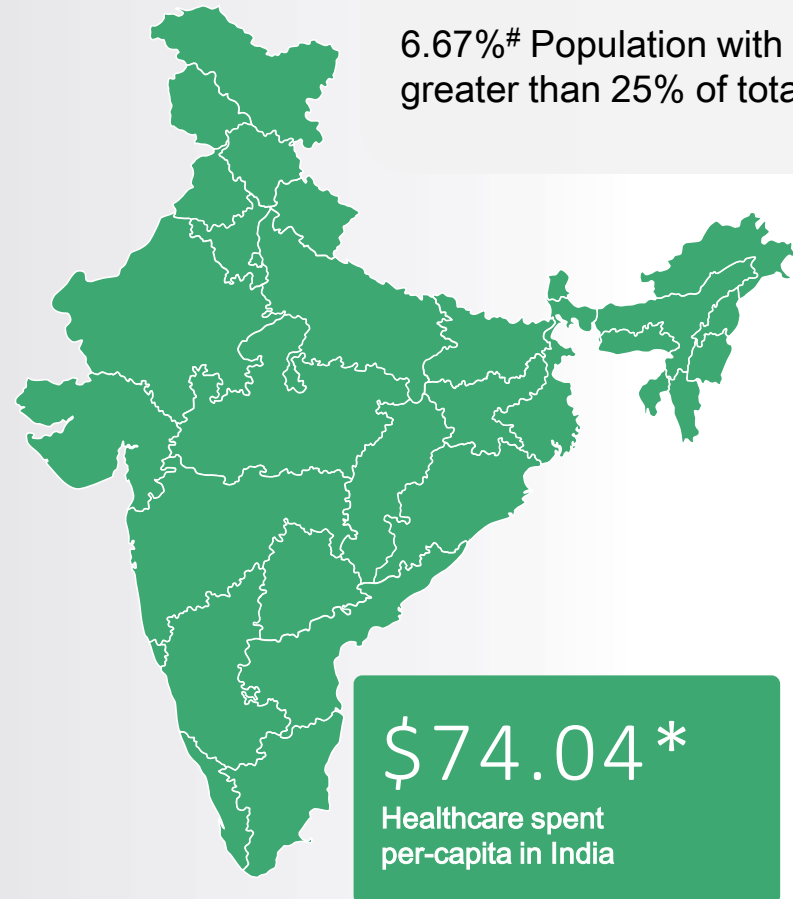 6.67%# Population with
greater than 25% of tota
$74.04*
Healthcare spent
per-capita in India